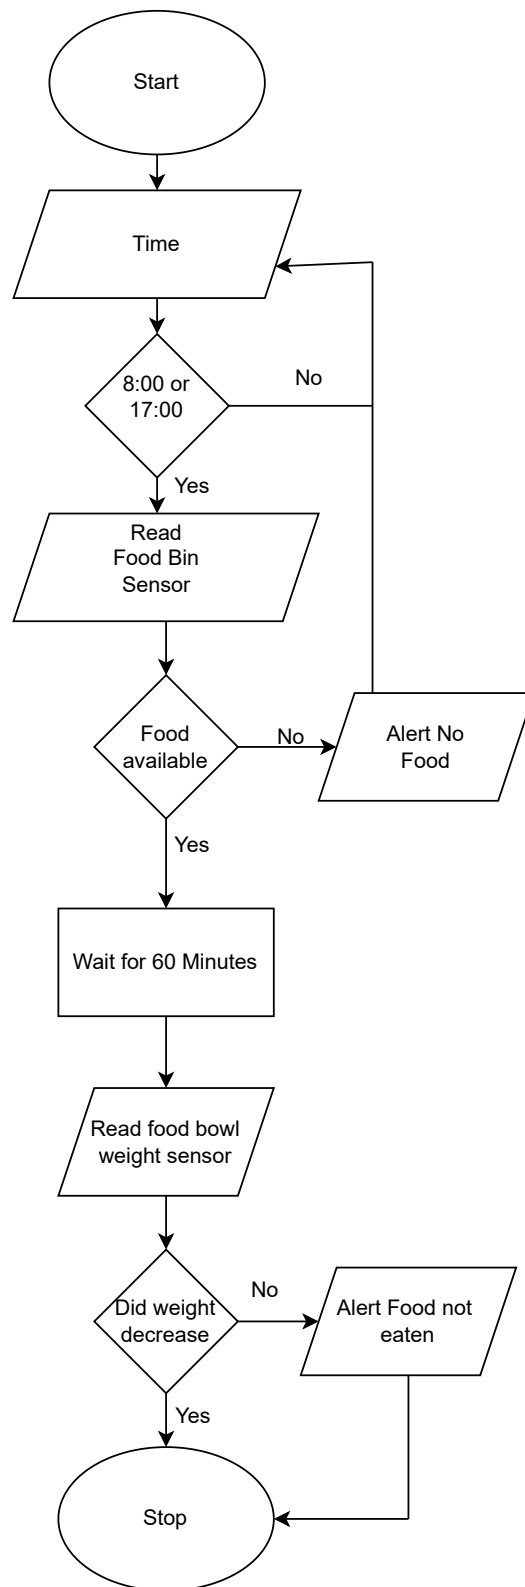 Start
Time
8:00 or
17:00
No
Yes
Read
Food Bin
Sensor
Food
available
No
Alert No
Food
Yes
Wait for 60 Minutes
Read food bowl
weight sensor
Did weight
decrease
No
Alert Food not
eaten
Yes
Stop